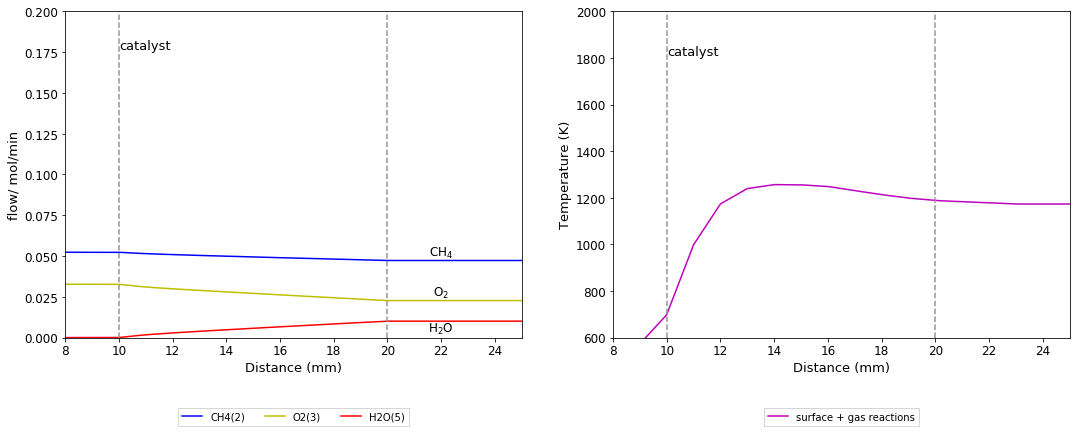 0.200
0.175
0.150
0.125
0.100
0.075
0.050
0.025
0.000
flow/ mol/min
catalyst
CH₄
O₂
H₂O
8 10 12 14 16 18 20 22 24
Distance (mm)
CH4(2) O2(3) H2O(5)
2000
1800
1600
1400
1200
1000
800
600
Temperature (K)
catalyst
8 10 12 14 16 18 20 22 24
Distance (mm)
surface + gas reactions